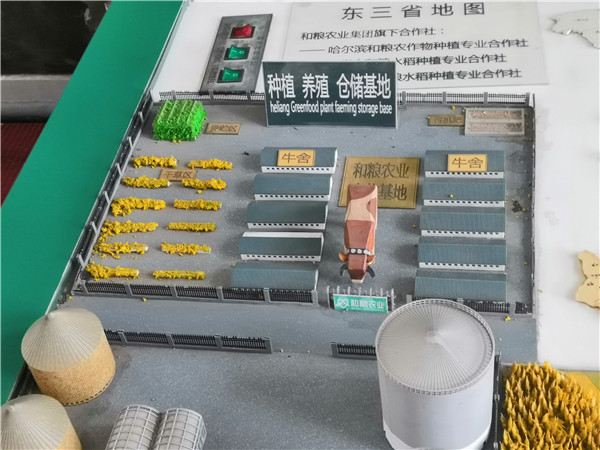 东三省地图
和粮农业集团旗下合作社：
—— 哈尔滨和粮农作物种植专业合作社
水稻种植专业合作社
粮水稻种植专业合作社
种植 养殖 仓储基地
heliang Greenfood plant faeming storage base
牛舍
和粮农业
基地
牛舍
干草区
和粮农业